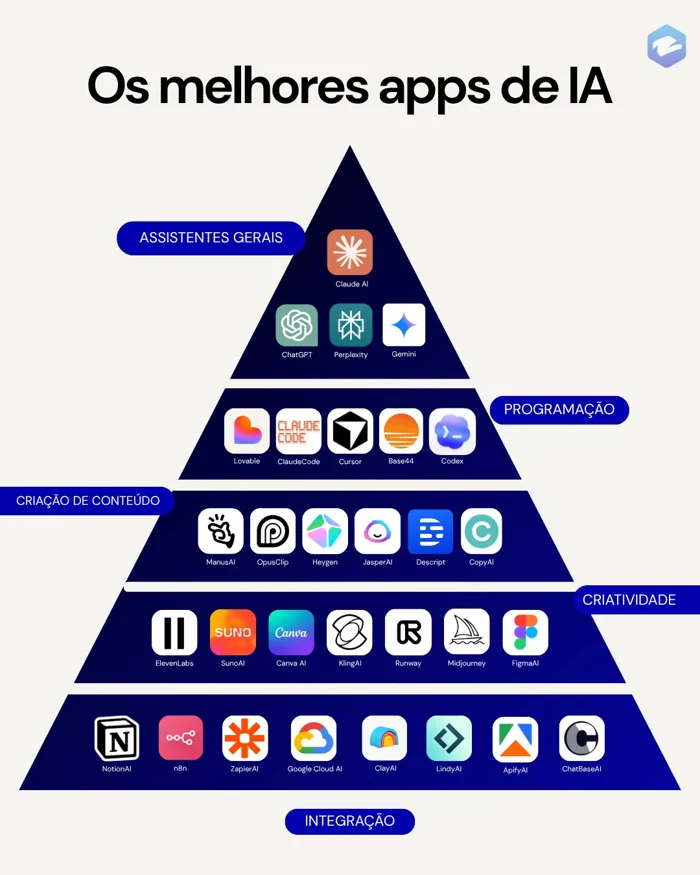 Os melhores apps de IA
ASSISTENTES GERAIS
Claude AI
ChatGPT Perplexity Gemini
PROGRAMAÇÃO
CLAUDE
CODE
Lovable ClaudeCode Cursor Base44 Codex
CRIAÇÃO DE CONTEÚDO
ManusAI OpusClip Heygen JasperAI Descript CopyAI
CRIATIVIDADE
SUNO Canva
ElevenLabs SunoAI Canva AI KlingAI Runway Midjourney FigmaAI
N
NotionAI n8n ZapierAI Google Cloud AI ClayAI LindyAI ApifyAI ChatBaseAI
INTEGRAÇÃO